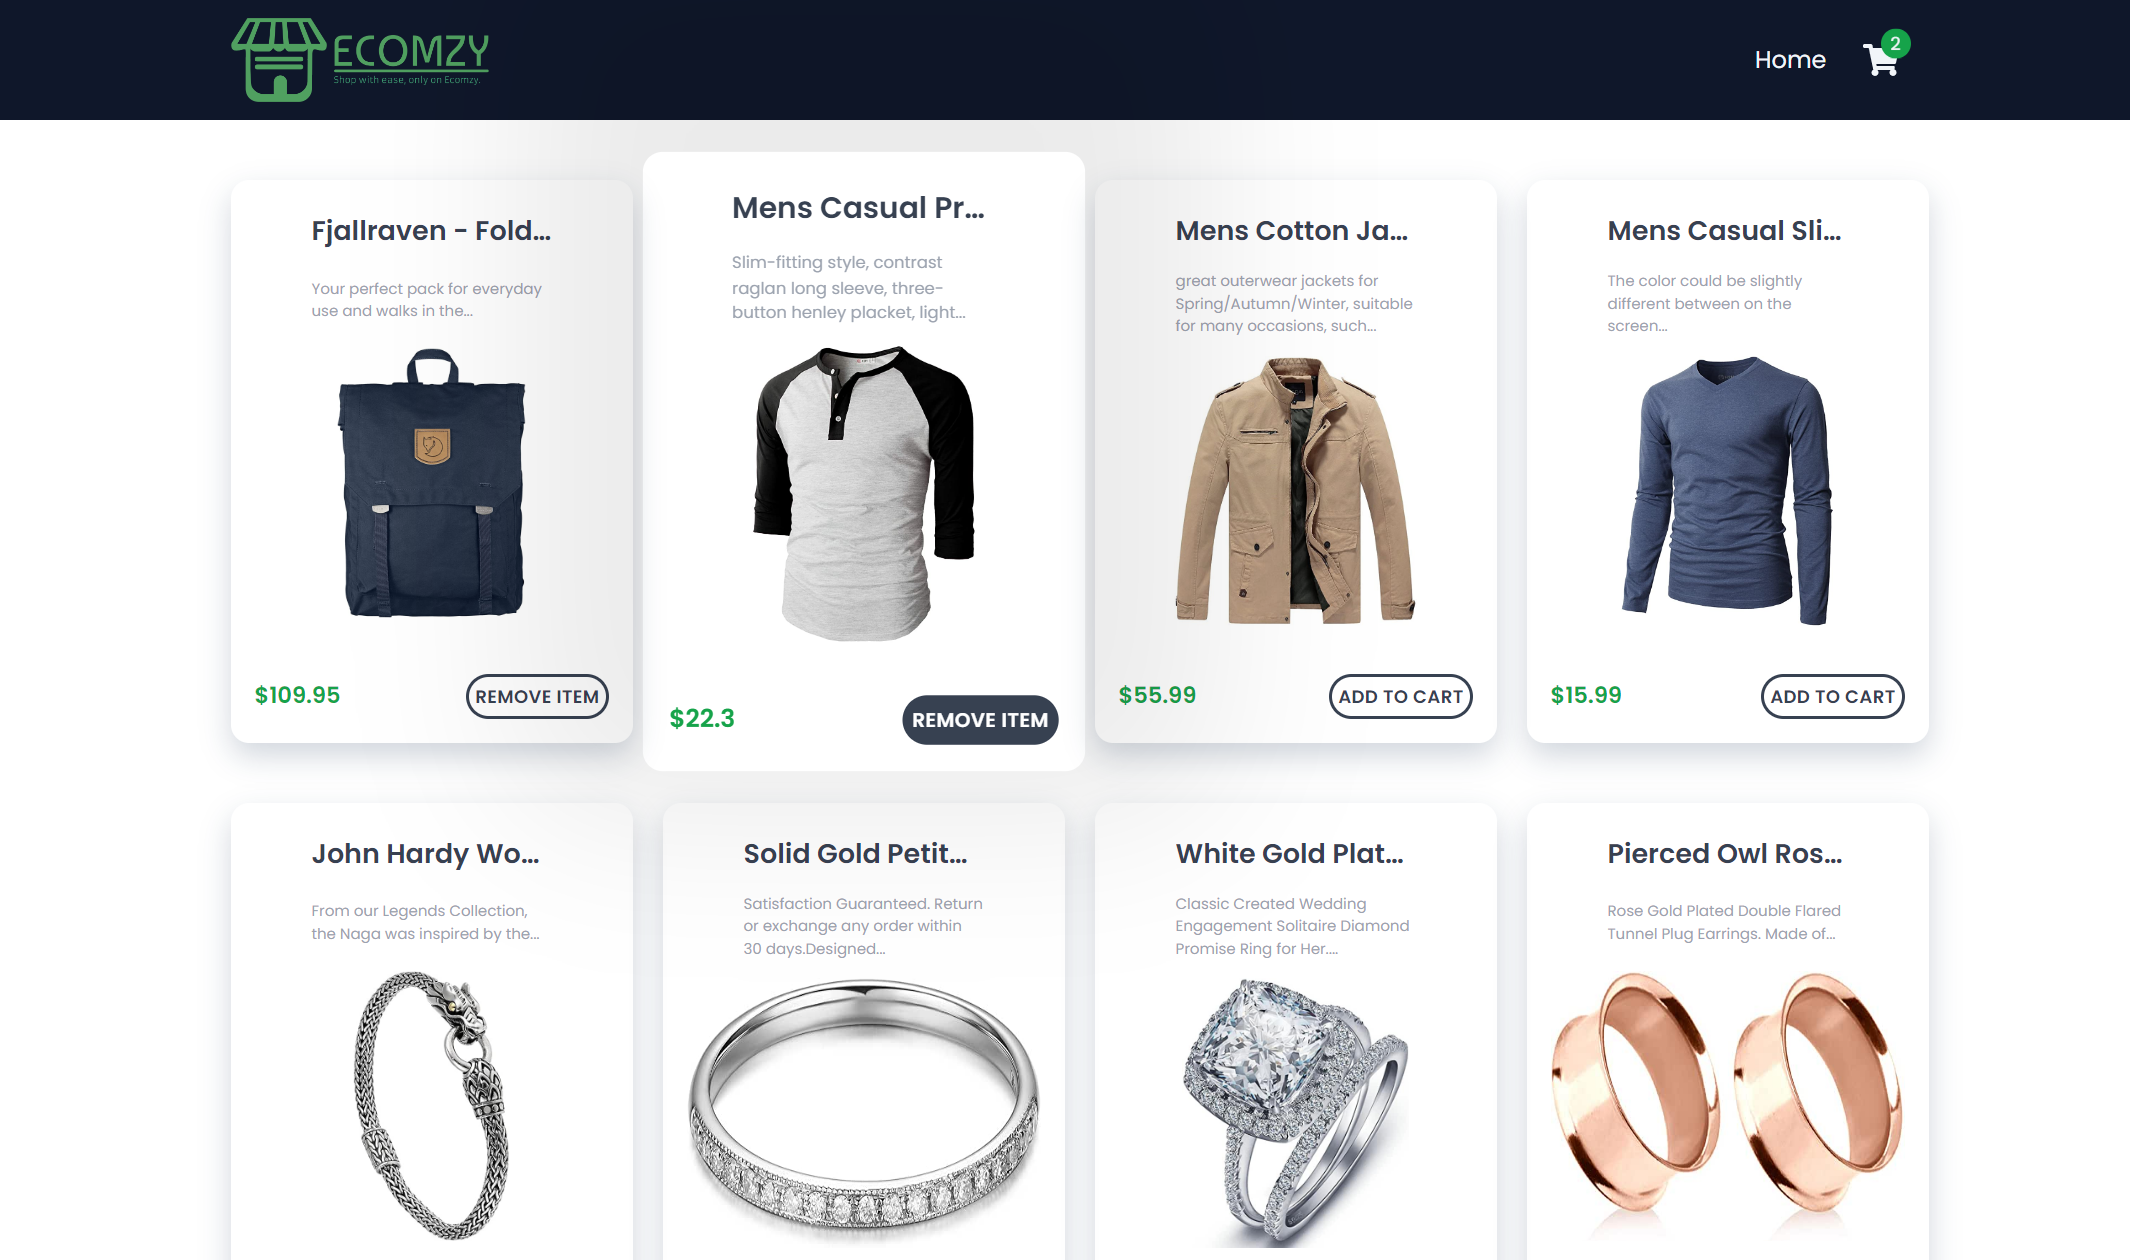 ECOMZY
Shop with ease, only on Ecomzy.
Home
2
Fjallraven - Fold...
Your perfect pack for everyday
use and walks in the...
$109.95
REMOVE ITEM
Mens Casual Pr...
Slim-fitting style, contrast
raglan long sleeve, three-
button henley placket, light...
$22.3
REMOVE ITEM
Mens Cotton Ja...
great outerwear jackets for
Spring/Autumn/Winter, suitable
for many occasions, such...
$55.99
ADD TO CART
Mens Casual Sli...
The color could be slightly
different between on the
screen...
$15.99
ADD TO CART
John Hardy Wo...
From our Legends Collection,
the Naga was inspired by the...
Solid Gold Petit...
Satisfaction Guaranteed. Return
or exchange any order within
30 days.Designed...
White Gold Plat...
Classic Created Wedding
Engagement Solitaire Diamond
Promise Ring for Her....
Pierced Owl Ros...
Rose Gold Plated Double Flared
Tunnel Plug Earrings. Made of...